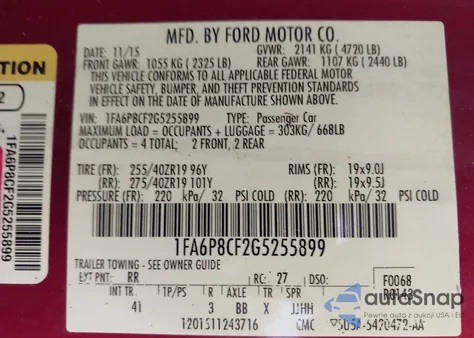 MFD. BY FORD MOTOR CO.
DATE: 11/15 GVWR: 2141 KG ( 4720 LB)
FRONT GAWR: 1055 KG ( 2325 LB) REAR GAWR: 1107 KG ( 2440 LB)
THIS VEHICLE CONFORMS TO ALL APPLICABLE FEDERAL MOTOR
VEHICLE SAFETY, BUMPER, AND THEFT PREVENTION STANDARDS
IN EFFECT ON THE DATE OF MANUFACTURE SHOWN ABOVE.
VIN: 1FA6P8CF2G5255899 TYPE: Passenger Car
MAXIMUM LOAD = OCCUPANTS + LUGGAGE = 303KG/ 668LB
OCCUPANTS = 4 TOTAL; 2 FRONT, 2 REAR
TIRE (FR): 255/40ZR19 96Y RIMS (FR): 19x9.0J
(RR): 275/40ZR19 101Y (RR): 19x9.5J
PRESSURE (FR): 220 kPa/ 32 PSI COLD (RR): 220 kPa/ 32 PSI COLD
1FA6P8CF2G5255899
TRAILER TOWING - SEE OWNER GUIDE
EXT PNT: RR RC: 27 DSO: F0068
INT TR TP/PS R AXLE TR SPR
41 3 BB X JJHH
1201511243716 CMC 5U5A-5420472-AA
TION
2
1FA6P8CF2G5255899
autoSnap